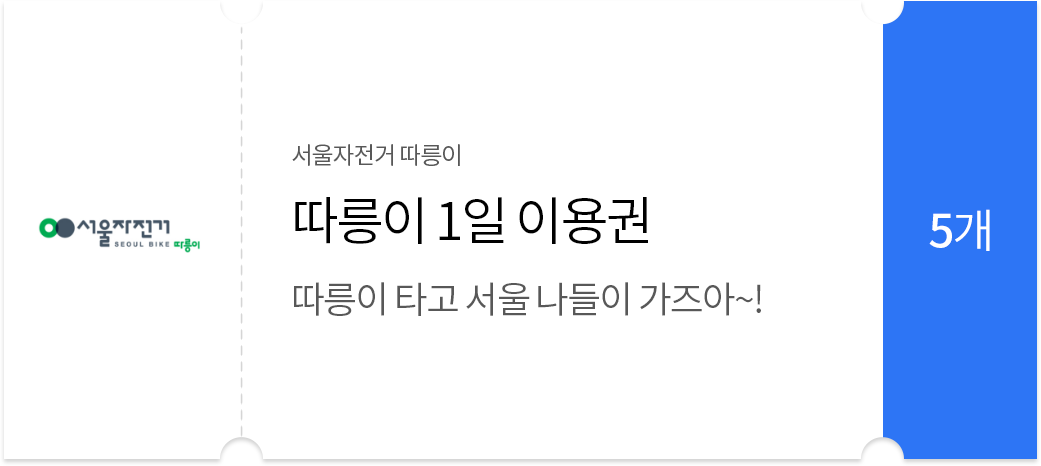 서울자전거
SEOUL BIKE 따릉이
서울자전거 따릉이
따릉이 1일 이용권
따릉이 타고 서울 나들이 가즈아~!
5개